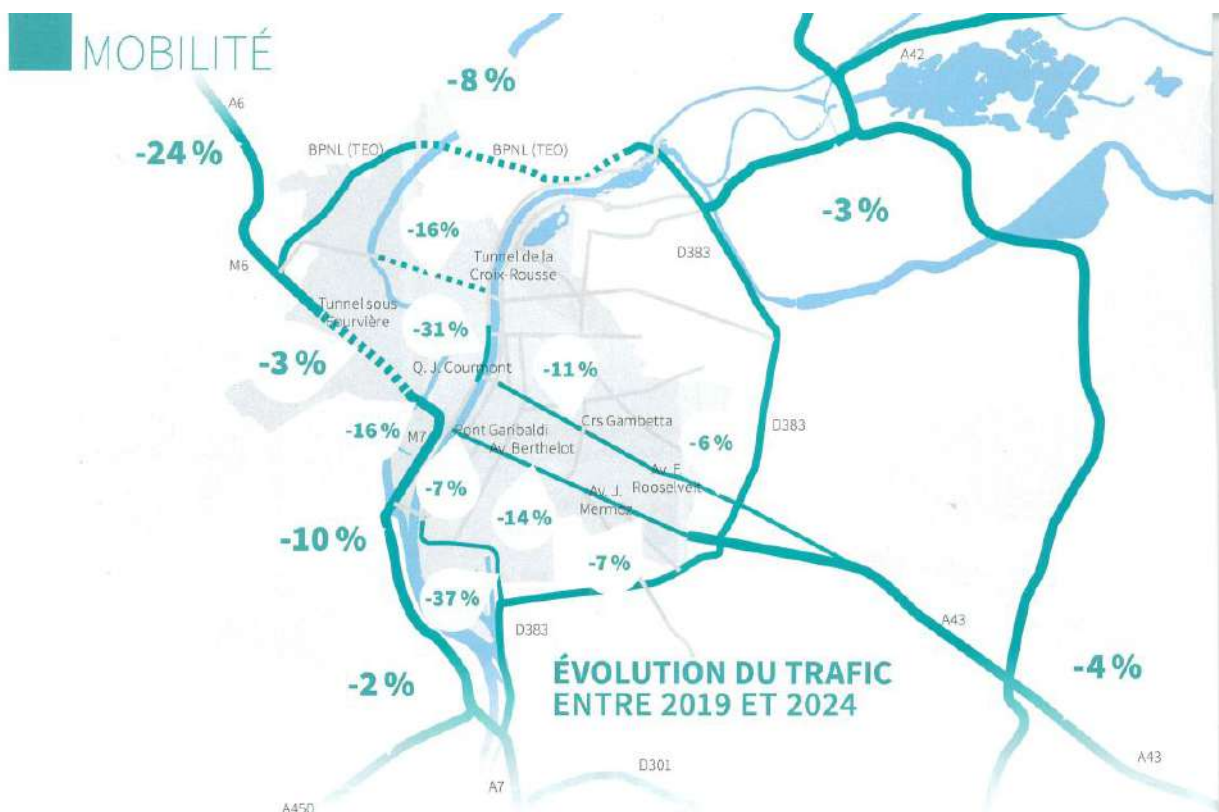 MOBILITÉ
A6
-8 %
A42
-24 %
BPNL (TEO)
BPNL (TEO)
-3 %
-16%
D383
M6
Tunnel de la
Croix-Rousse
Tunnel sous
Fourvière
-31 %
-3 %
Q. J. Courmont
-11 %
Crs Gambetta
D383
-16 %
M7
Pont Garibaldi
Av. Berthelot
-6 %
Av. F.
Rooselvelt
-7 %
Av. J.
Mermoz
-14 %
-10 %
-7 %
-37 %
D383
A43
-2 %
ÉVOLUTION DU TRAFIC
ENTRE 2019 ET 2024
-4 %
D301
A43
A7
A450